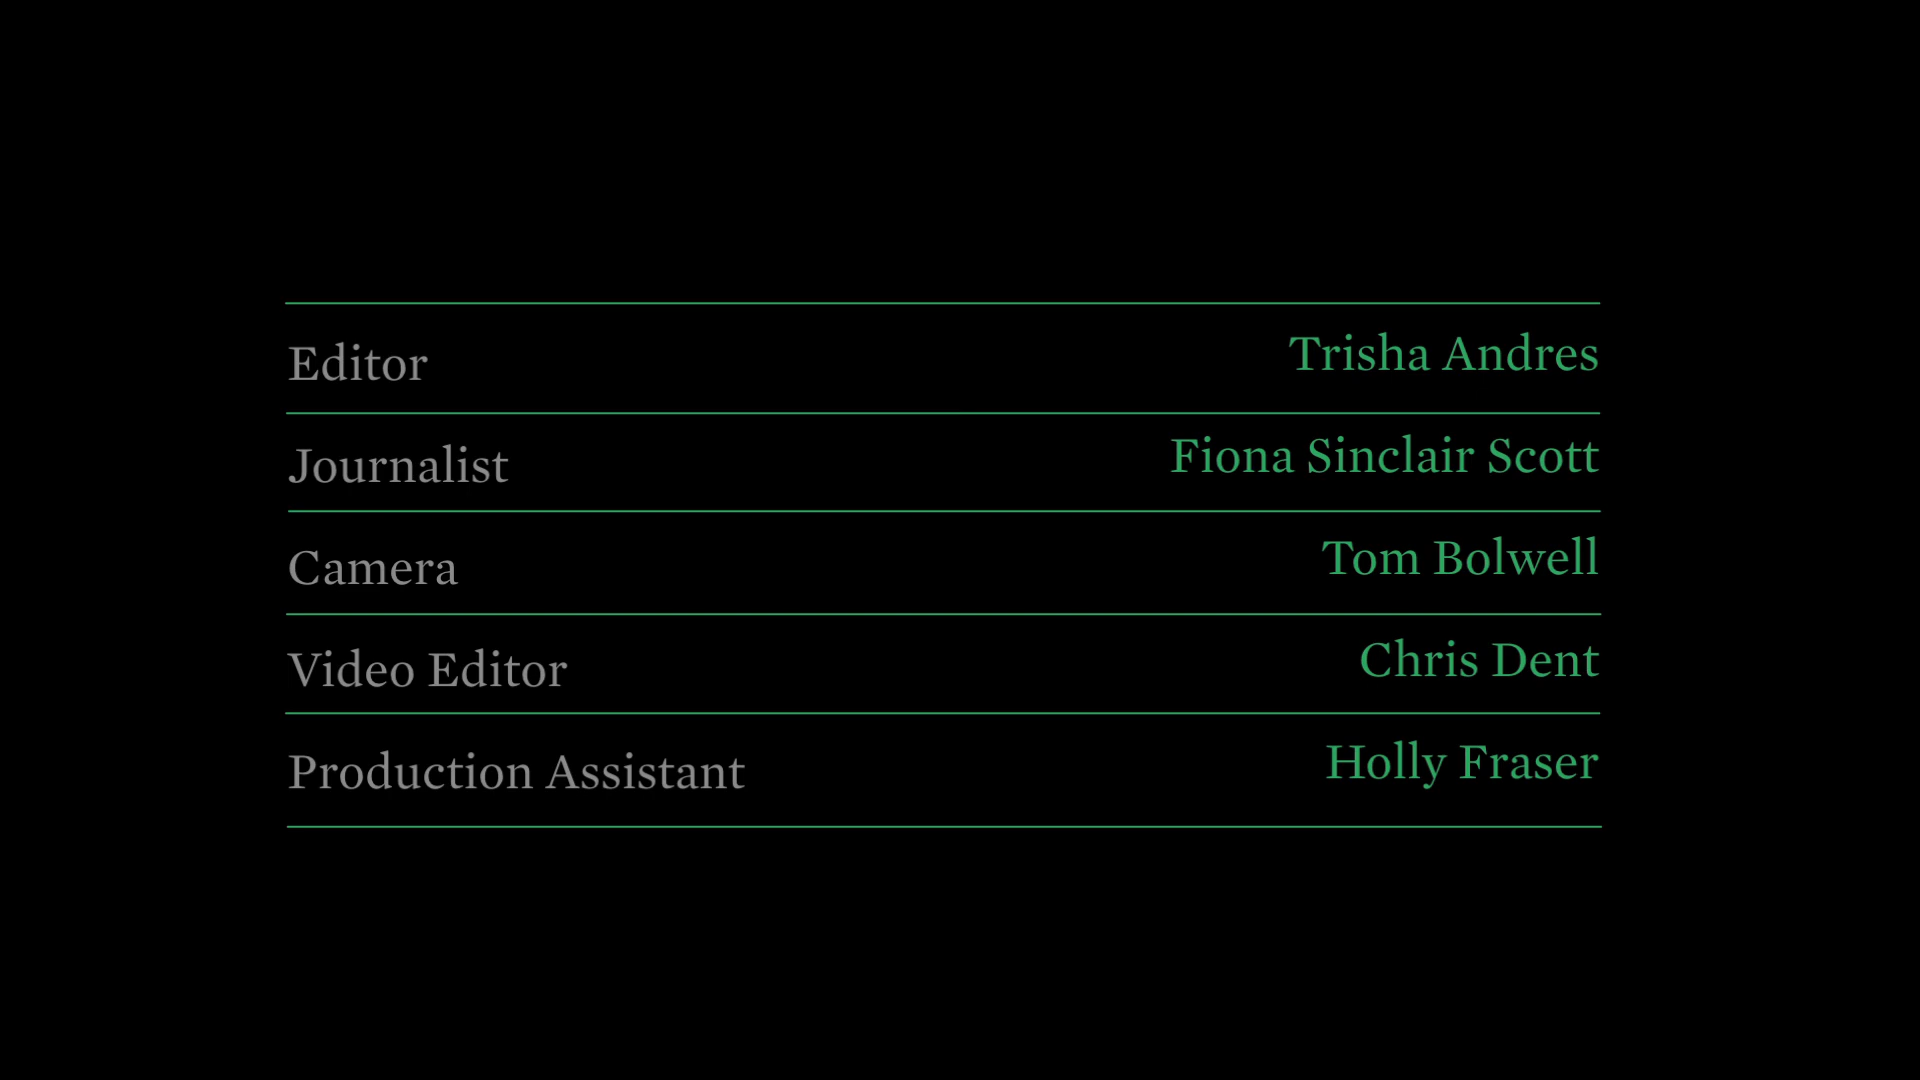 Editor Trisha Andres
Journalist Fiona Sinclair Scott
Camera Tom Bolwell
Video Editor Chris Dent
Production Assistant Holly Fraser